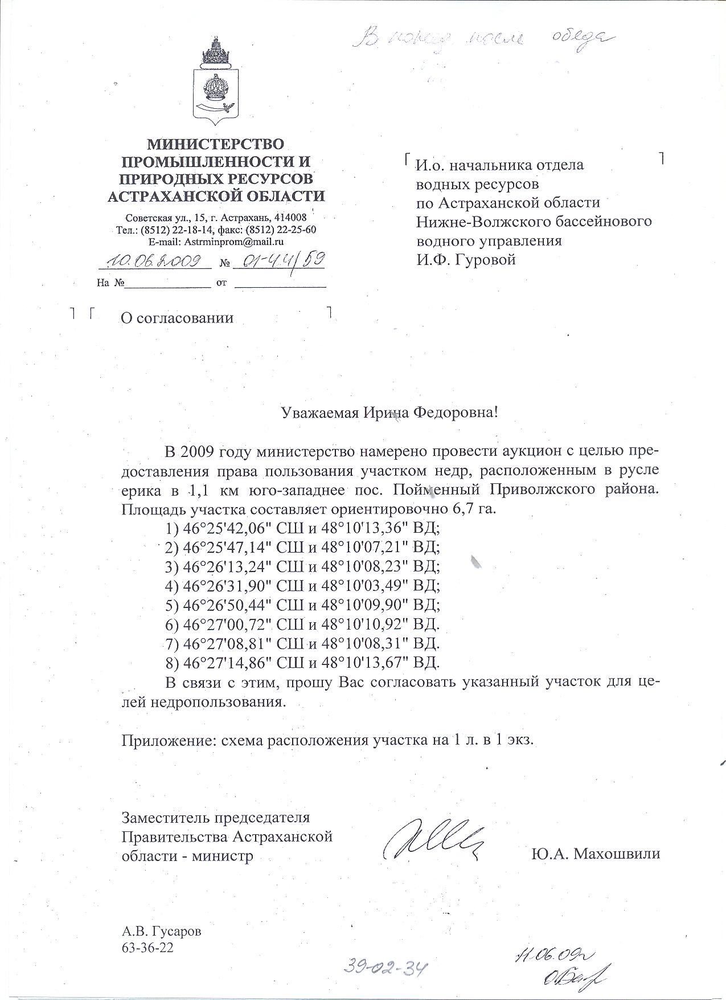 В понед. после обеда
МИНИСТЕРСТВО
ПРОМЫШЛЕННОСТИ И
ПРИРОДНЫХ РЕСУРСОВ
АСТРАХАНСКОЙ ОБЛАСТИ
Советская ул., 15, г. Астрахань, 414008
Тел.: (8512) 22-18-14, факс: (8512) 22-25-60
E-mail: Astrminprom@mail.ru
10.06.2009 № 01-44/59
На № от
И.о. начальника отдела
водных ресурсов
по Астраханской области
Нижне-Волжского бассейнового
водного управления
И.Ф. Гуровой
О согласовании
Уважаемая Ирина Федоровна!
В 2009 году министерство намерено провести аукцион с целью пре-
доставления права пользования участком недр, расположенным в русле
ерика в 1,1 км юго-западнее пос. Пойменный Приволжского района.
Площадь участка составляет ориентировочно 6,7 га.
1) 46°25'42,06" СШ и 48°10'13,36" ВД;
2) 46°25'47,14" СШ и 48°10'07,21" ВД;
3) 46°26'13,24" СШ и 48°10'08,23" ВД;
4) 46°26'31,90" СШ и 48°10'03,49" ВД;
5) 46°26'50,44" СШ и 48°10'09,90" ВД;
6) 46°27'00,72" СШ и 48°10'10,92" ВД.
7) 46°27'08,81" СШ и 48°10'08,31" ВД.
8) 46°27'14,86" СШ и 48°10'13,67" ВД.
В связи с этим, прошу Вас согласовать указанный участок для це-
лей недропользования.
Приложение: схема расположения участка на 1 л. в 1 экз.
Заместитель председателя
Правительства Астраханской
области - министр
Ю.А. Махошвили
А.В. Гусаров
63-36-22
39-02-34
11.06.09г